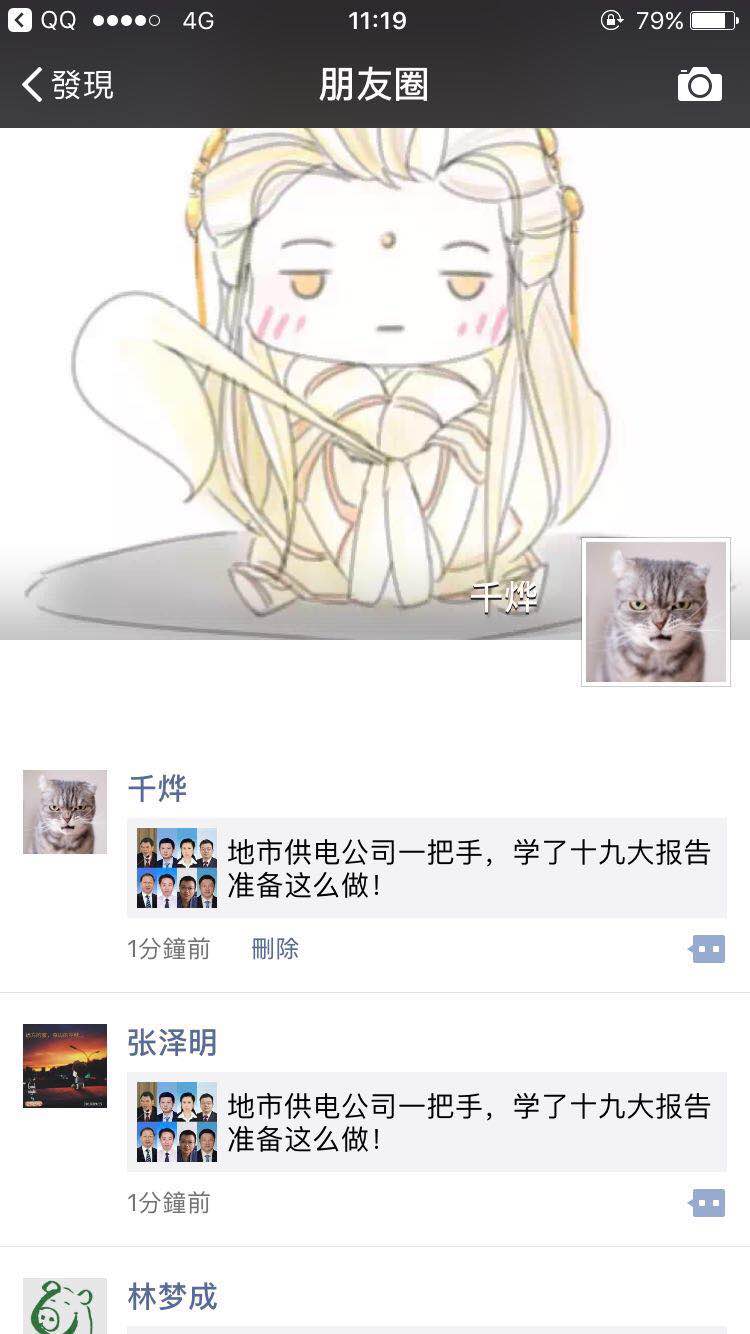 QQ 4G 11:19 79%
發現 朋友圈
千烨
千烨
地市供电公司一把手，学了十九大报告
准备这么做！
1分鐘前 刪除
张泽明
地市供电公司一把手，学了十九大报告
准备这么做！
1分鐘前
林梦成